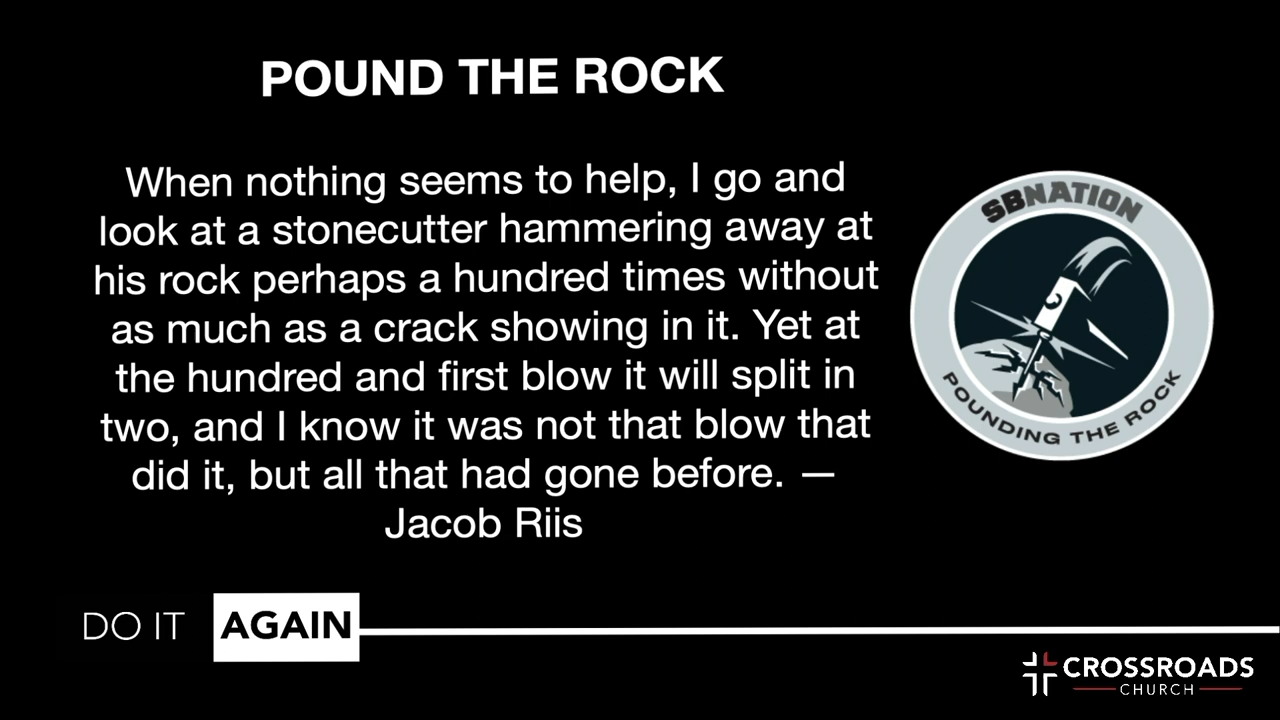 POUND THE ROCK
When nothing seems to help, I go and
look at a stonecutter hammering away at
his rock perhaps a hundred times without
as much as a crack showing in it. Yet at
the hundred and first blow it will split in
two, and I know it was not that blow that
did it, but all that had gone before. —
Jacob Riis
SBNATION
POUNDING THE ROCK
DO IT AGAIN
CROSSROADS
CHURCH